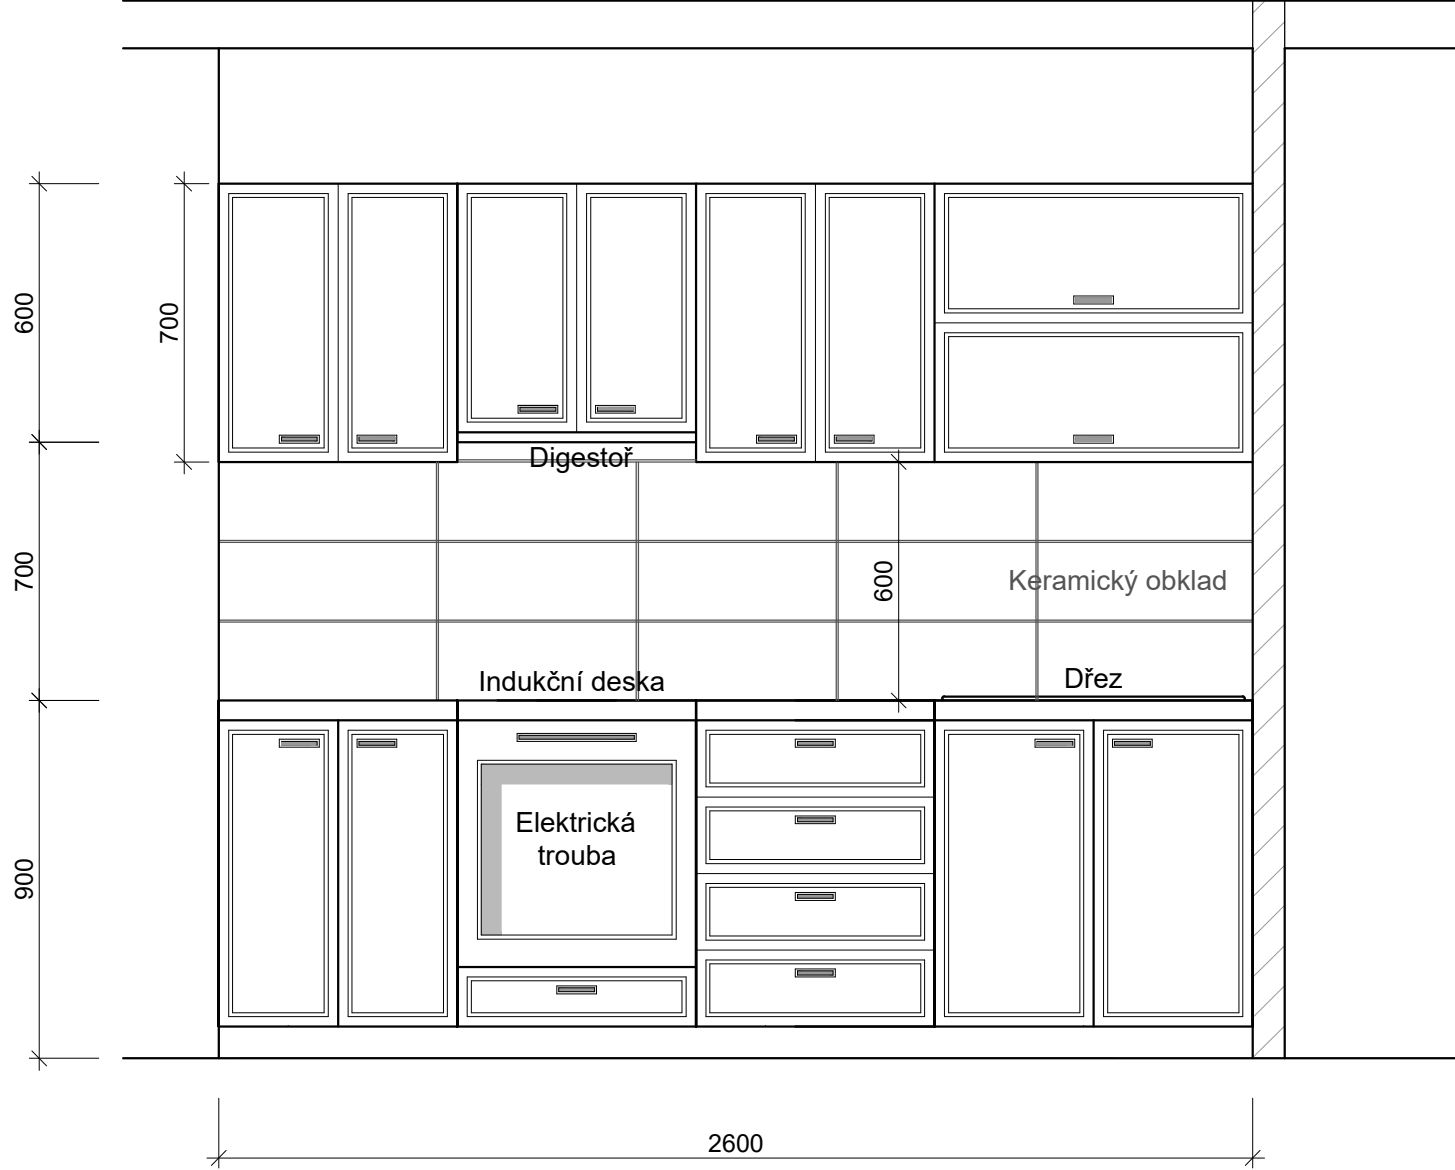 600
700
Digestoř
700
600
Keramický obklad
Indukční deska
Dřez
Elektrická
trouba
900
2600